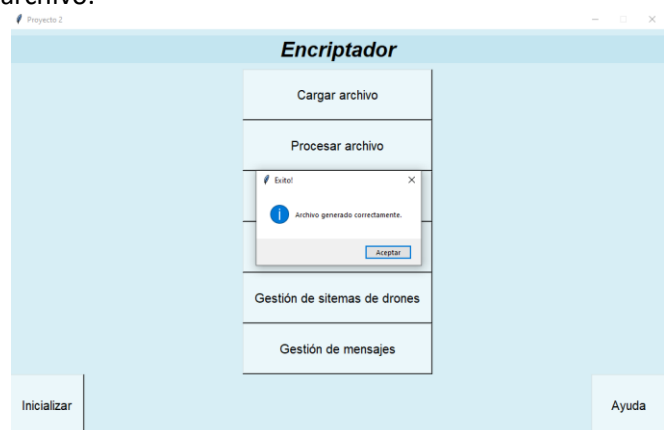 archivo.
Proyecto 2
Encriptador
Cargar archivo
Procesar archivo
Exito!
Archivo generado correctamente.
Aceptar
Gestión de sitemas de drones
Gestión de mensajes
Inicializar
Ayuda